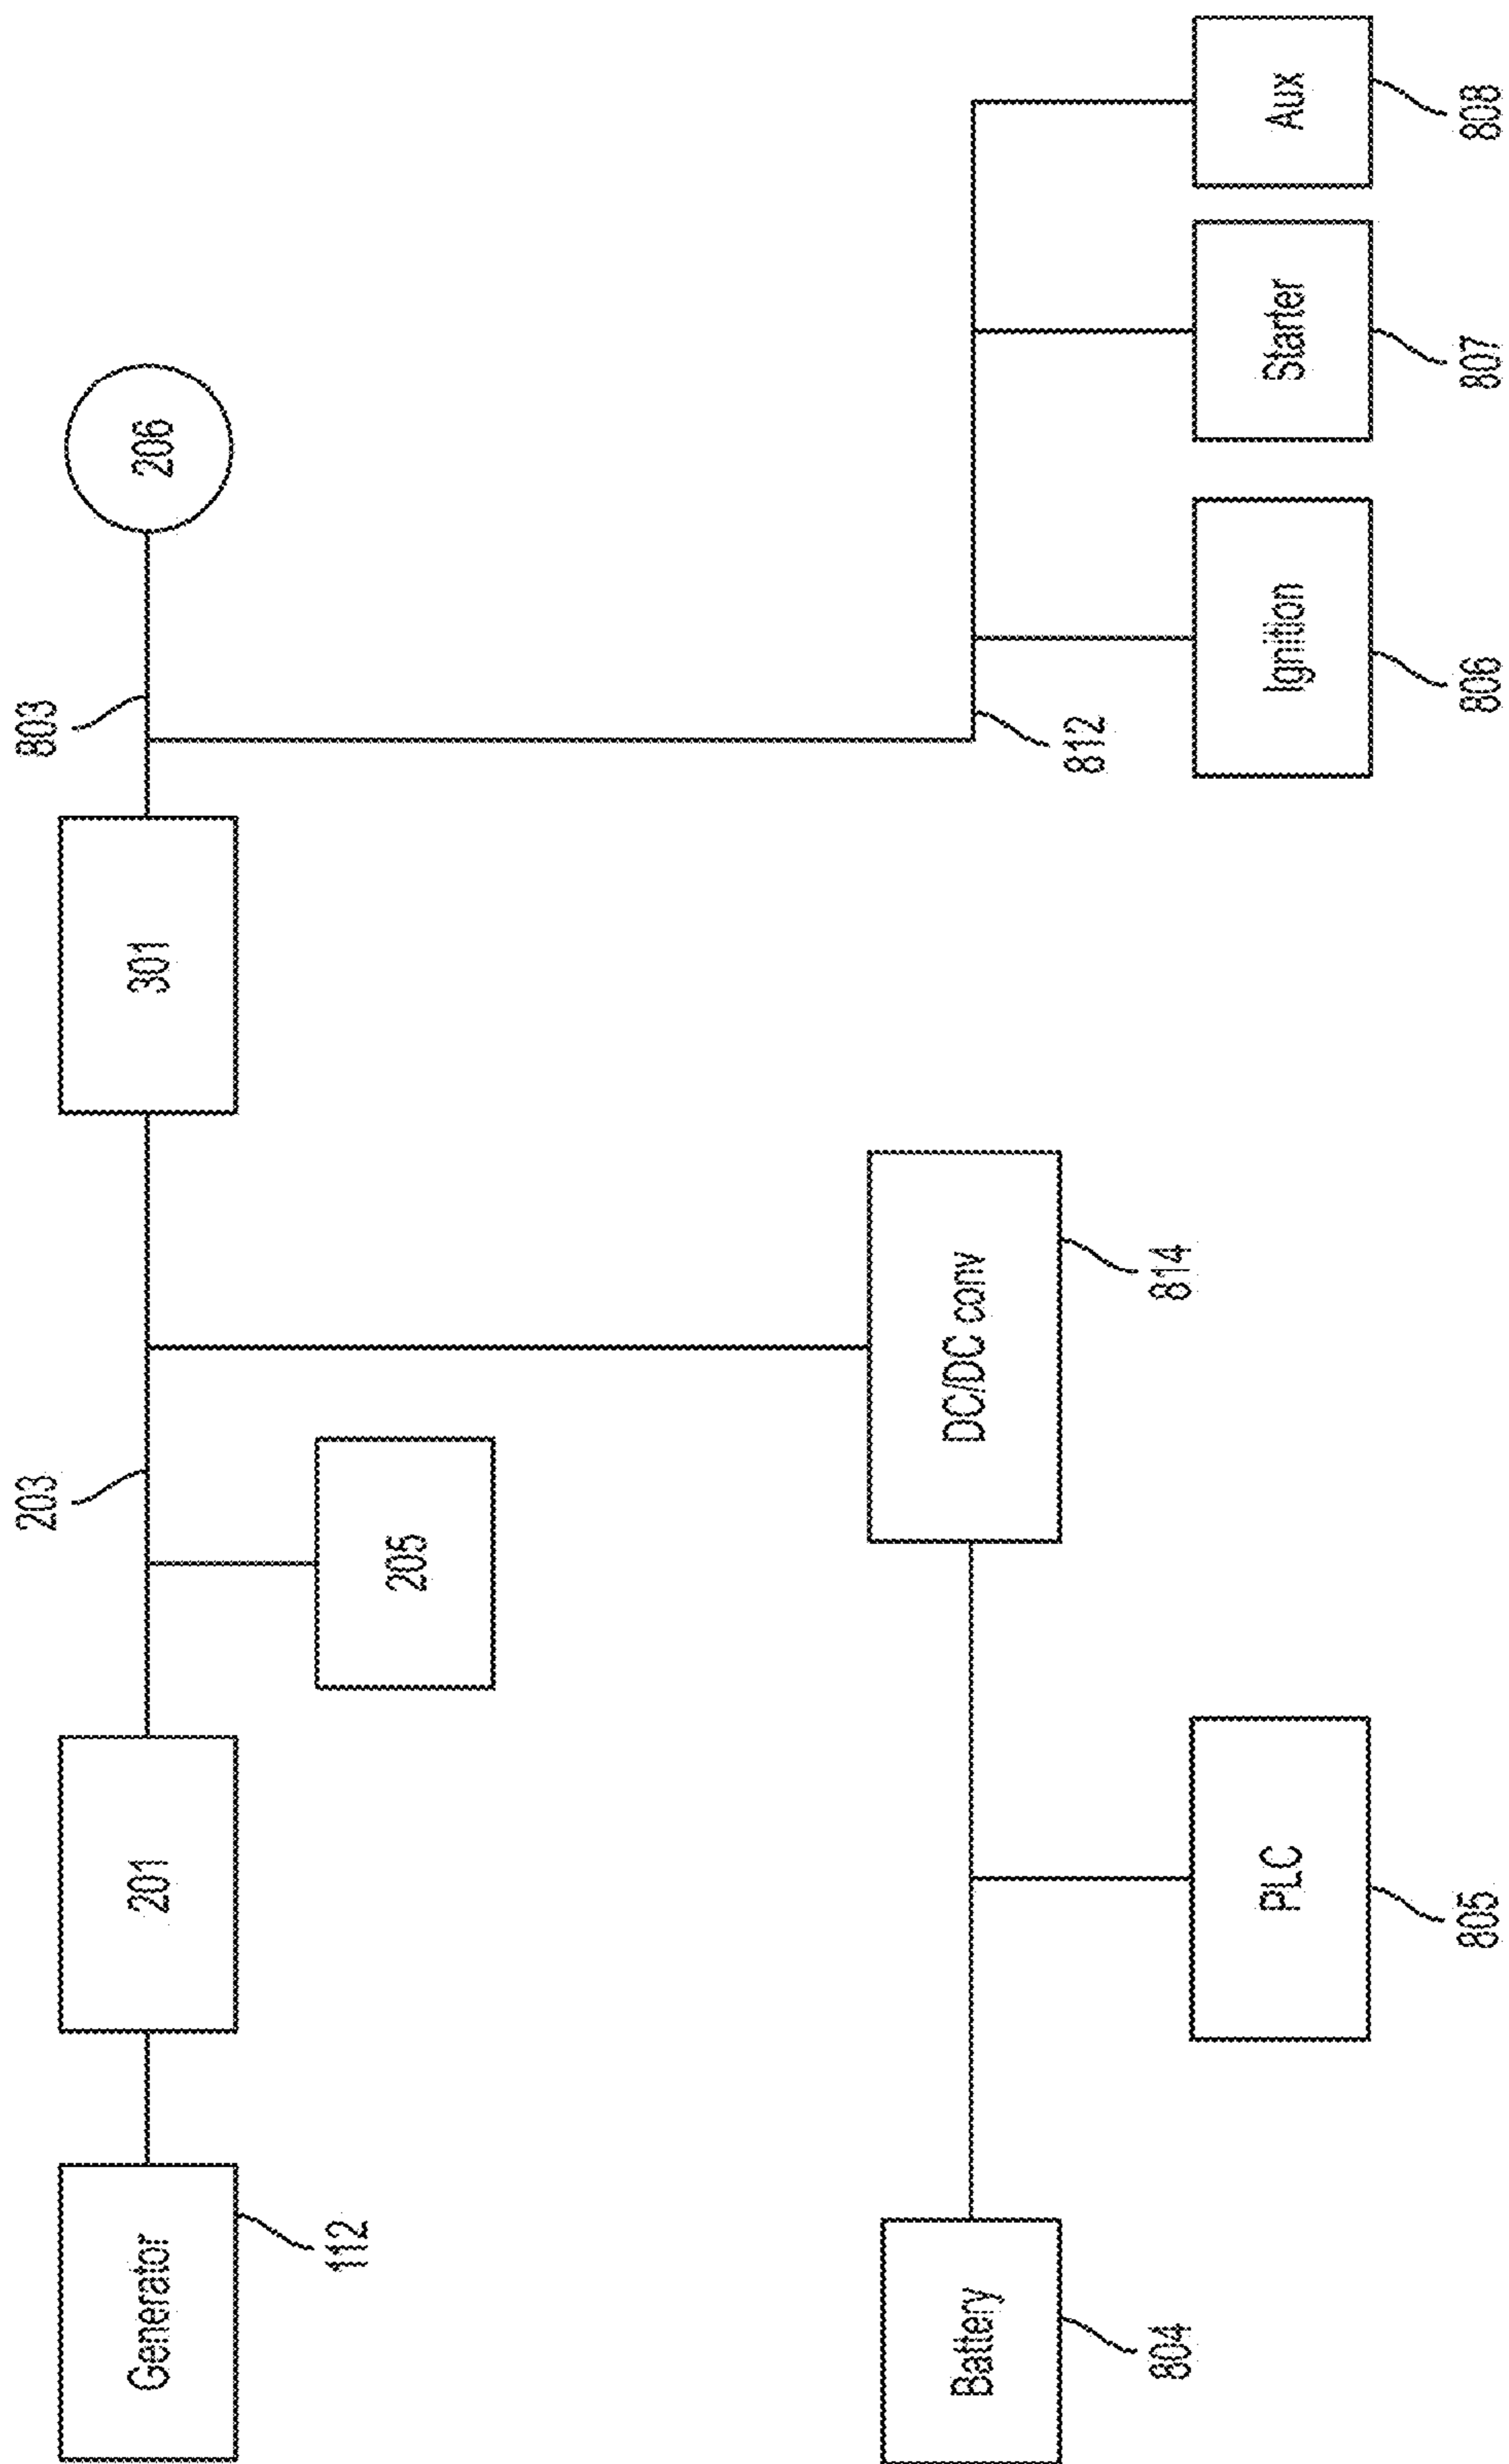 203
803
Generator
201
301
206
112
205
Battery
DC/DC conv
812
804
814
PLC
Ignition
Starter
Aux
805
806
807
808